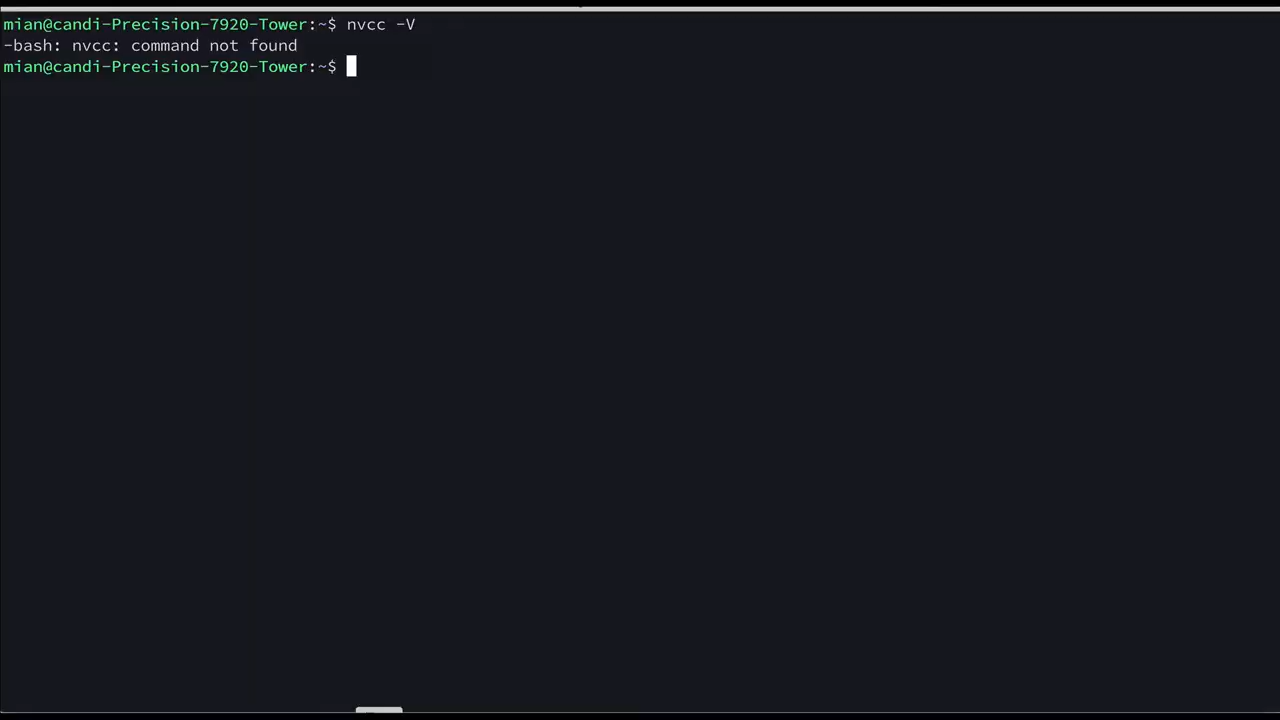 mian@candi-Precision-7920-Tower:~$ nvcc -V
-bash: nvcc: command not found
mian@candi-Precision-7920-Tower:~$